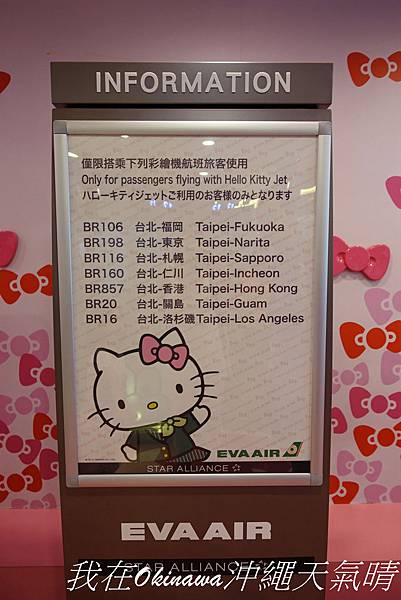 INFORMATION
僅限搭乘下列彩繪機航班旅客使用
Only for passengers flying with Hello Kitty Jet
ハローキティジェットご利用のお客様のみとなります
BR106 台北-福岡 Taipei-Fukuoka
BR198 台北-東京 Taipei-Narita
BR116 台北-札幌 Taipei-Sapporo
BR160 台北-仁川 Taipei-Incheon
BR857 台北-香港 Taipei-Hong Kong
BR20 台北-關島 Taipei-Guam
BR16 台北-洛杉磯 Taipei-Los Angeles
EVA AIR
STAR ALLIANCE
EVA AIR
STAR ALLIANCE
我在Okinawa沖繩天氣晴